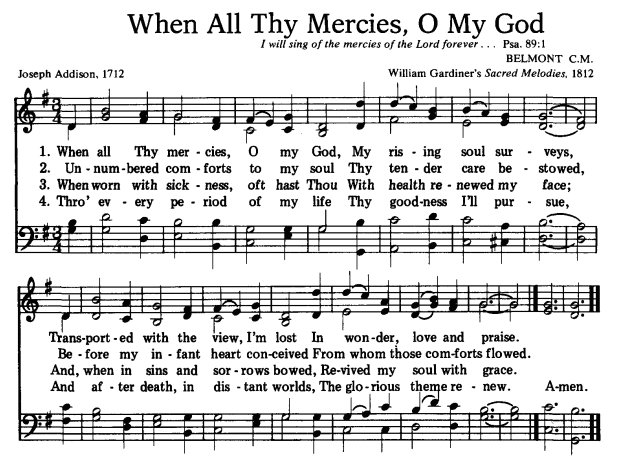 When All Thy Mercies, O My God
I will sing of the mercies of the Lord forever . . . Psa. 89:1
BELMONT C.M.
Joseph Addison, 1712 William Gardiner's Sacred Melodies, 1812
3 4
1. When all Thy mer - cies, O my God, My ris - ing soul sur - veys,
2. Un - num - bered com - forts to my soul Thy ten - der care be - stowed,
3. When worn with sick - ness, oft hast Thou With health re - newed my face;
4. Thro' ev - ery pe - riod of my life Thy good - ness I'll pur - sue,
3 4
Trans - port - ed with the view, I'm lost In won - der, love and praise.
Be - fore my in - fant heart con - ceived From whom those com - forts flowed.
And, when in sins and sor - rows bowed, Re - vived my soul with grace.
And af - ter death, in dis - tant worlds, The glo - rious theme re - new. A - men.